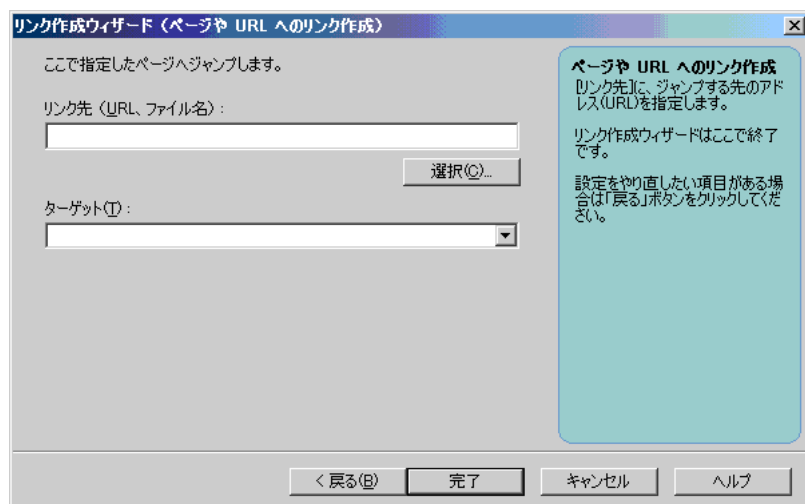 リンク作成ウィザード（ページや URL へのリンク作成）
ここで指定したページへジャンプします。
リンク先（URL、ファイル名）：
選択(C)...
ターゲット(T)：
ページや URL へのリンク作成
[リンク先]に、ジャンプする先のアド
レス(URL)を指定します。
リンク作成ウィザードはここで終了
です。
設定をやり直したい項目がある場
合は「戻る」ボタンをクリックしてくだ
さい。
< 戻る(B)
完了
キャンセル
ヘルプ